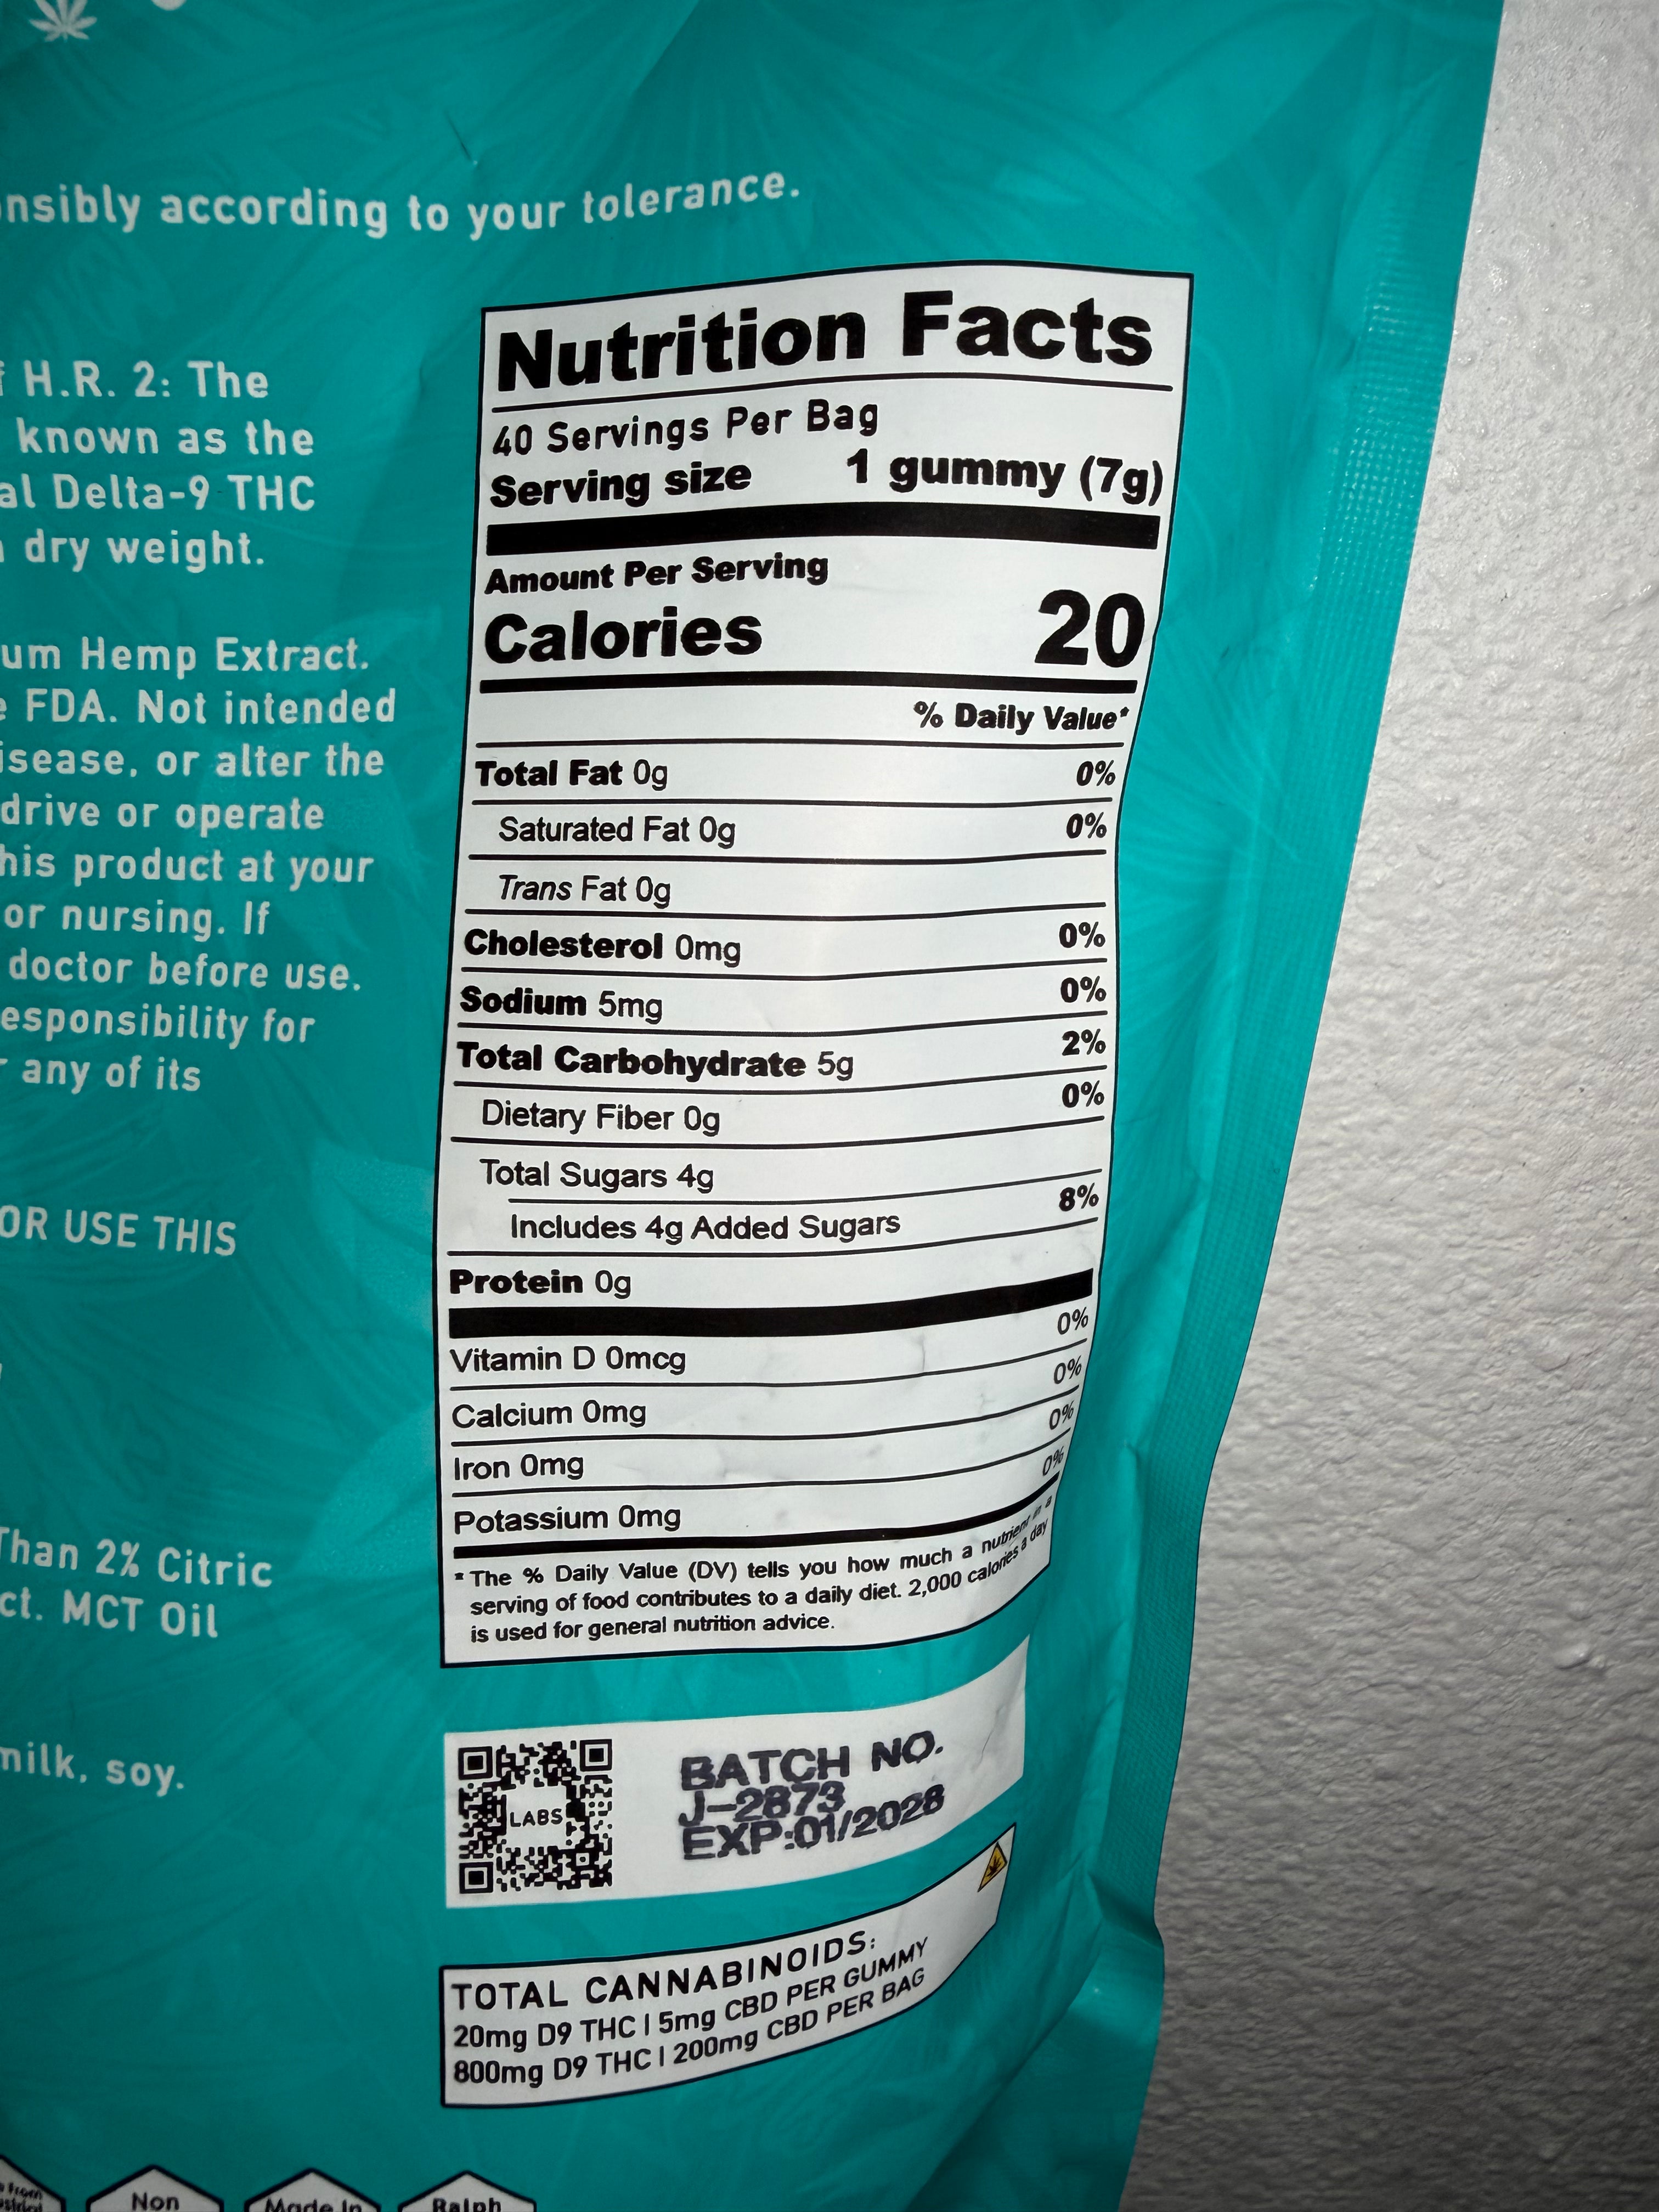 nsibly according to your tolerance.
H.R. 2: The
known as the
al Delta-9 THC
dry weight.
um Hemp Extract.
FDA. Not intended
isease, or alter the
drive or operate
his product at your
or nursing. If
doctor before use.
esponsibility for
any of its
OR USE THIS
Than 2% Citric
ct. MCT Oil
milk, soy.
Nutrition Facts
40 Servings Per Bag
Serving size 1 gummy (7g)
Amount Per Serving
Calories 20
% Daily Value*
Total Fat 0g 0%
Saturated Fat 0g 0%
Trans Fat 0g
Cholesterol 0mg 0%
Sodium 5mg 0%
Total Carbohydrate 5g 2%
Dietary Fiber 0g 0%
Total Sugars 4g
Includes 4g Added Sugars 8%
Protein 0g
Vitamin D 0mcg 0%
Calcium 0mg 0%
Iron 0mg 0%
Potassium 0mg 0%
* The % Daily Value (DV) tells you how much a nutrient in a
serving of food contributes to a daily diet. 2,000 calories a day
is used for general nutrition advice.
LABS
BATCH NO.
J-2873
EXP:01/2028
TOTAL CANNABINOIDS:
20mg D9 THC | 5mg CBD PER GUMMY
800mg D9 THC | 200mg CBD PER BAG
from
Non
Made In
Ralph